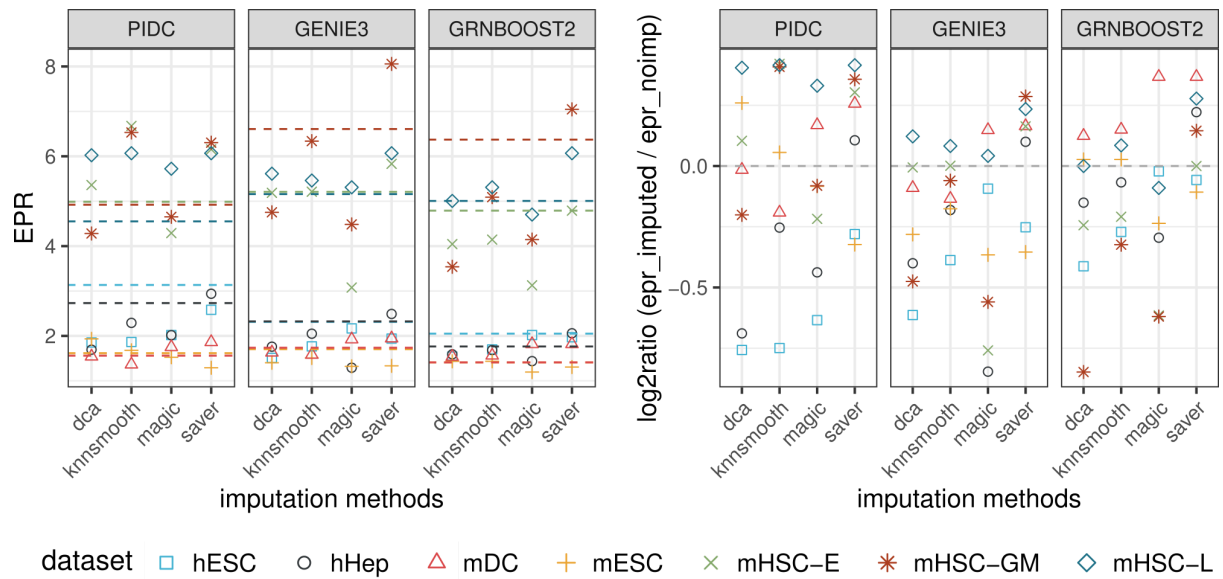 PIDC
GENIE3
GRNBOOST2
EPR
8
6
4
2
dca
knnsmooth
magic
saver
dca
knnsmooth
magic
saver
dca
knnsmooth
magic
saver
imputation methods
PIDC
GENIE3
GRNBOOST2
log2ratio (epr_imputed / epr_noimp)
0.0
−0.5
dca
knnsmooth
magic
saver
dca
knnsmooth
magic
saver
dca
knnsmooth
magic
saver
imputation methods
dataset hESC hHep mDC mESC mHSC−E mHSC−GM mHSC−L